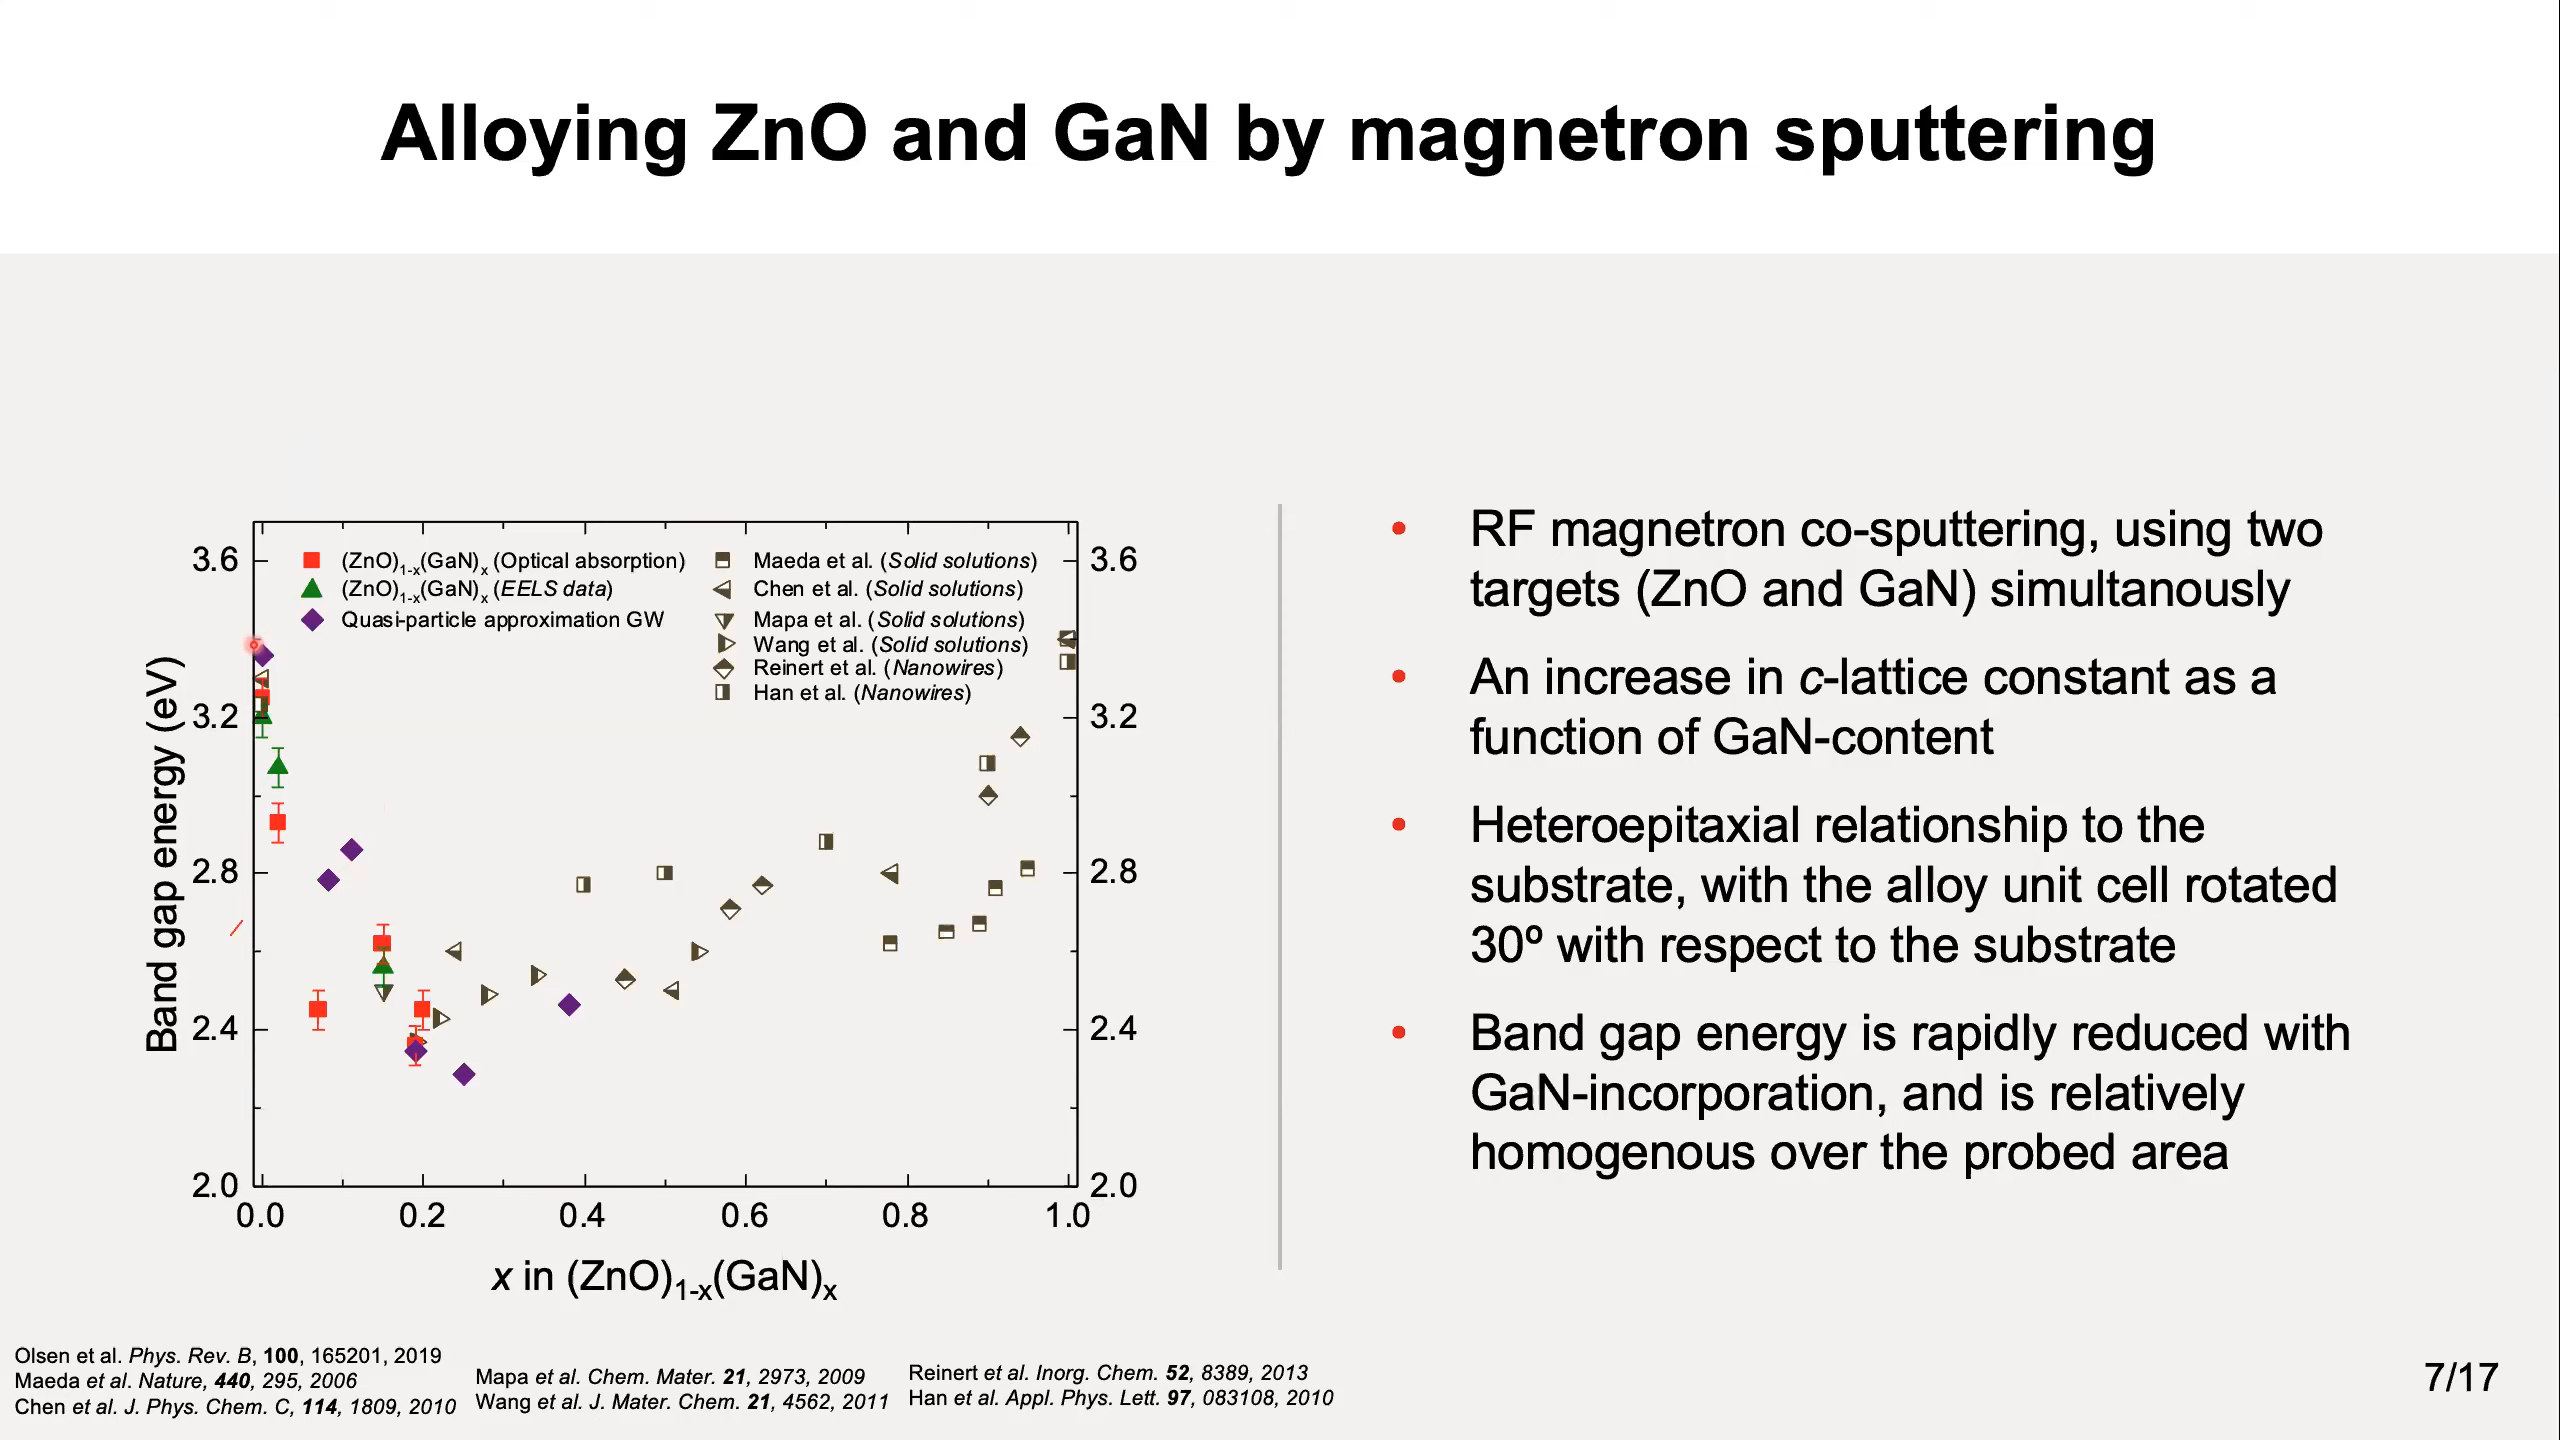 Alloying ZnO and GaN by magnetron sputtering
3.6
3.2
2.8
2.4
2.0
Band gap energy (eV)
(ZnO)1-x(GaN)x (Optical absorption)
(ZnO)1-x(GaN)x (EELS data)
Quasi-particle approximation GW
Maeda et al. (Solid solutions)
Chen et al. (Solid solutions)
Mapa et al. (Solid solutions)
Wang et al. (Solid solutions)
Reinert et al. (Nanowires)
Han et al. (Nanowires)
3.6
3.2
2.8
2.4
2.0
0.0 0.2 0.4 0.6 0.8 1.0
x in (ZnO)1-x(GaN)x
• RF magnetron co-sputtering, using two
targets (ZnO and GaN) simultanously
• An increase in c-lattice constant as a
function of GaN-content
• Heteroepitaxial relationship to the
substrate, with the alloy unit cell rotated
30º with respect to the substrate
• Band gap energy is rapidly reduced with
GaN-incorporation, and is relatively
homogenous over the probed area
Olsen et al. Phys. Rev. B, 100, 165201, 2019
Maeda et al. Nature, 440, 295, 2006
Chen et al. J. Phys. Chem. C, 114, 1809, 2010
Mapa et al. Chem. Mater. 21, 2973, 2009
Wang et al. J. Mater. Chem. 21, 4562, 2011
Reinert et al. Inorg. Chem. 52, 8389, 2013
Han et al. Appl. Phys. Lett. 97, 083108, 2010
7/17